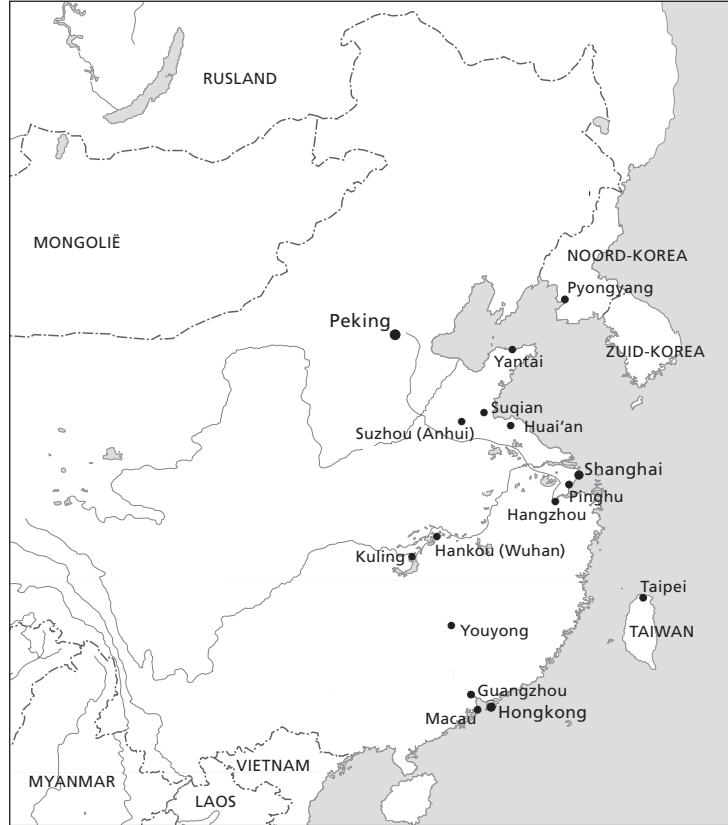 RUSLAND
MONGOLIË
NOORD-KOREA
Pyongyang
Peking
ZUID-KOREA
Yantai
Suqian
Huai'an
Suzhou (Anhui)
Shanghai
Pinghu
Hangzhou
Hankou (Wuhan)
Kuling
Taipei
Youyong
TAIWAN
Guangzhou
Macau
Hongkong
VIETNAM
MYANMAR
LAOS